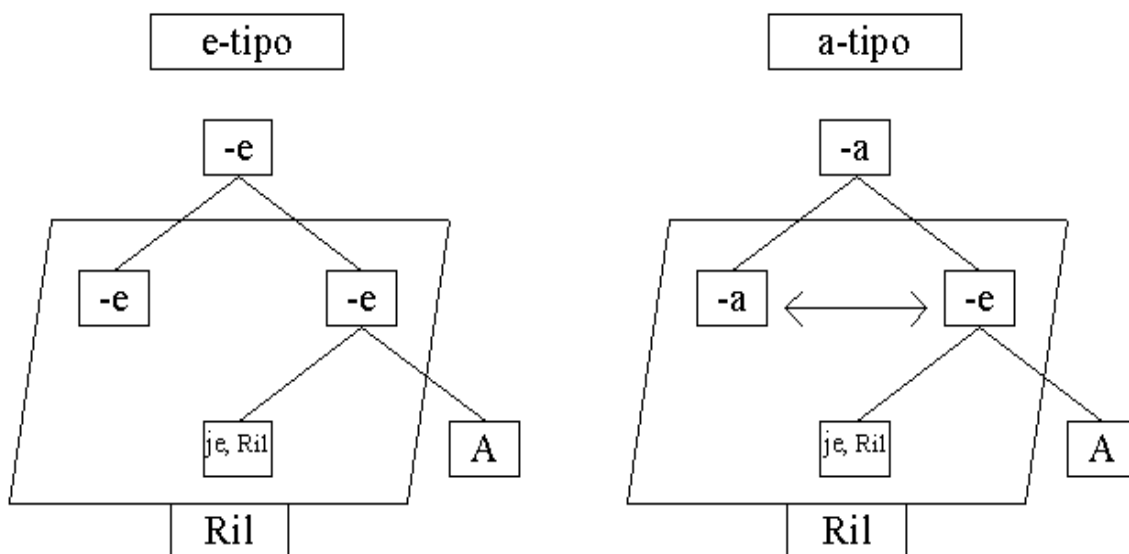 e-tipo a-tipo
-e -a
-e -e -a -e
je, Ril A je, Ril A
Ril Ril